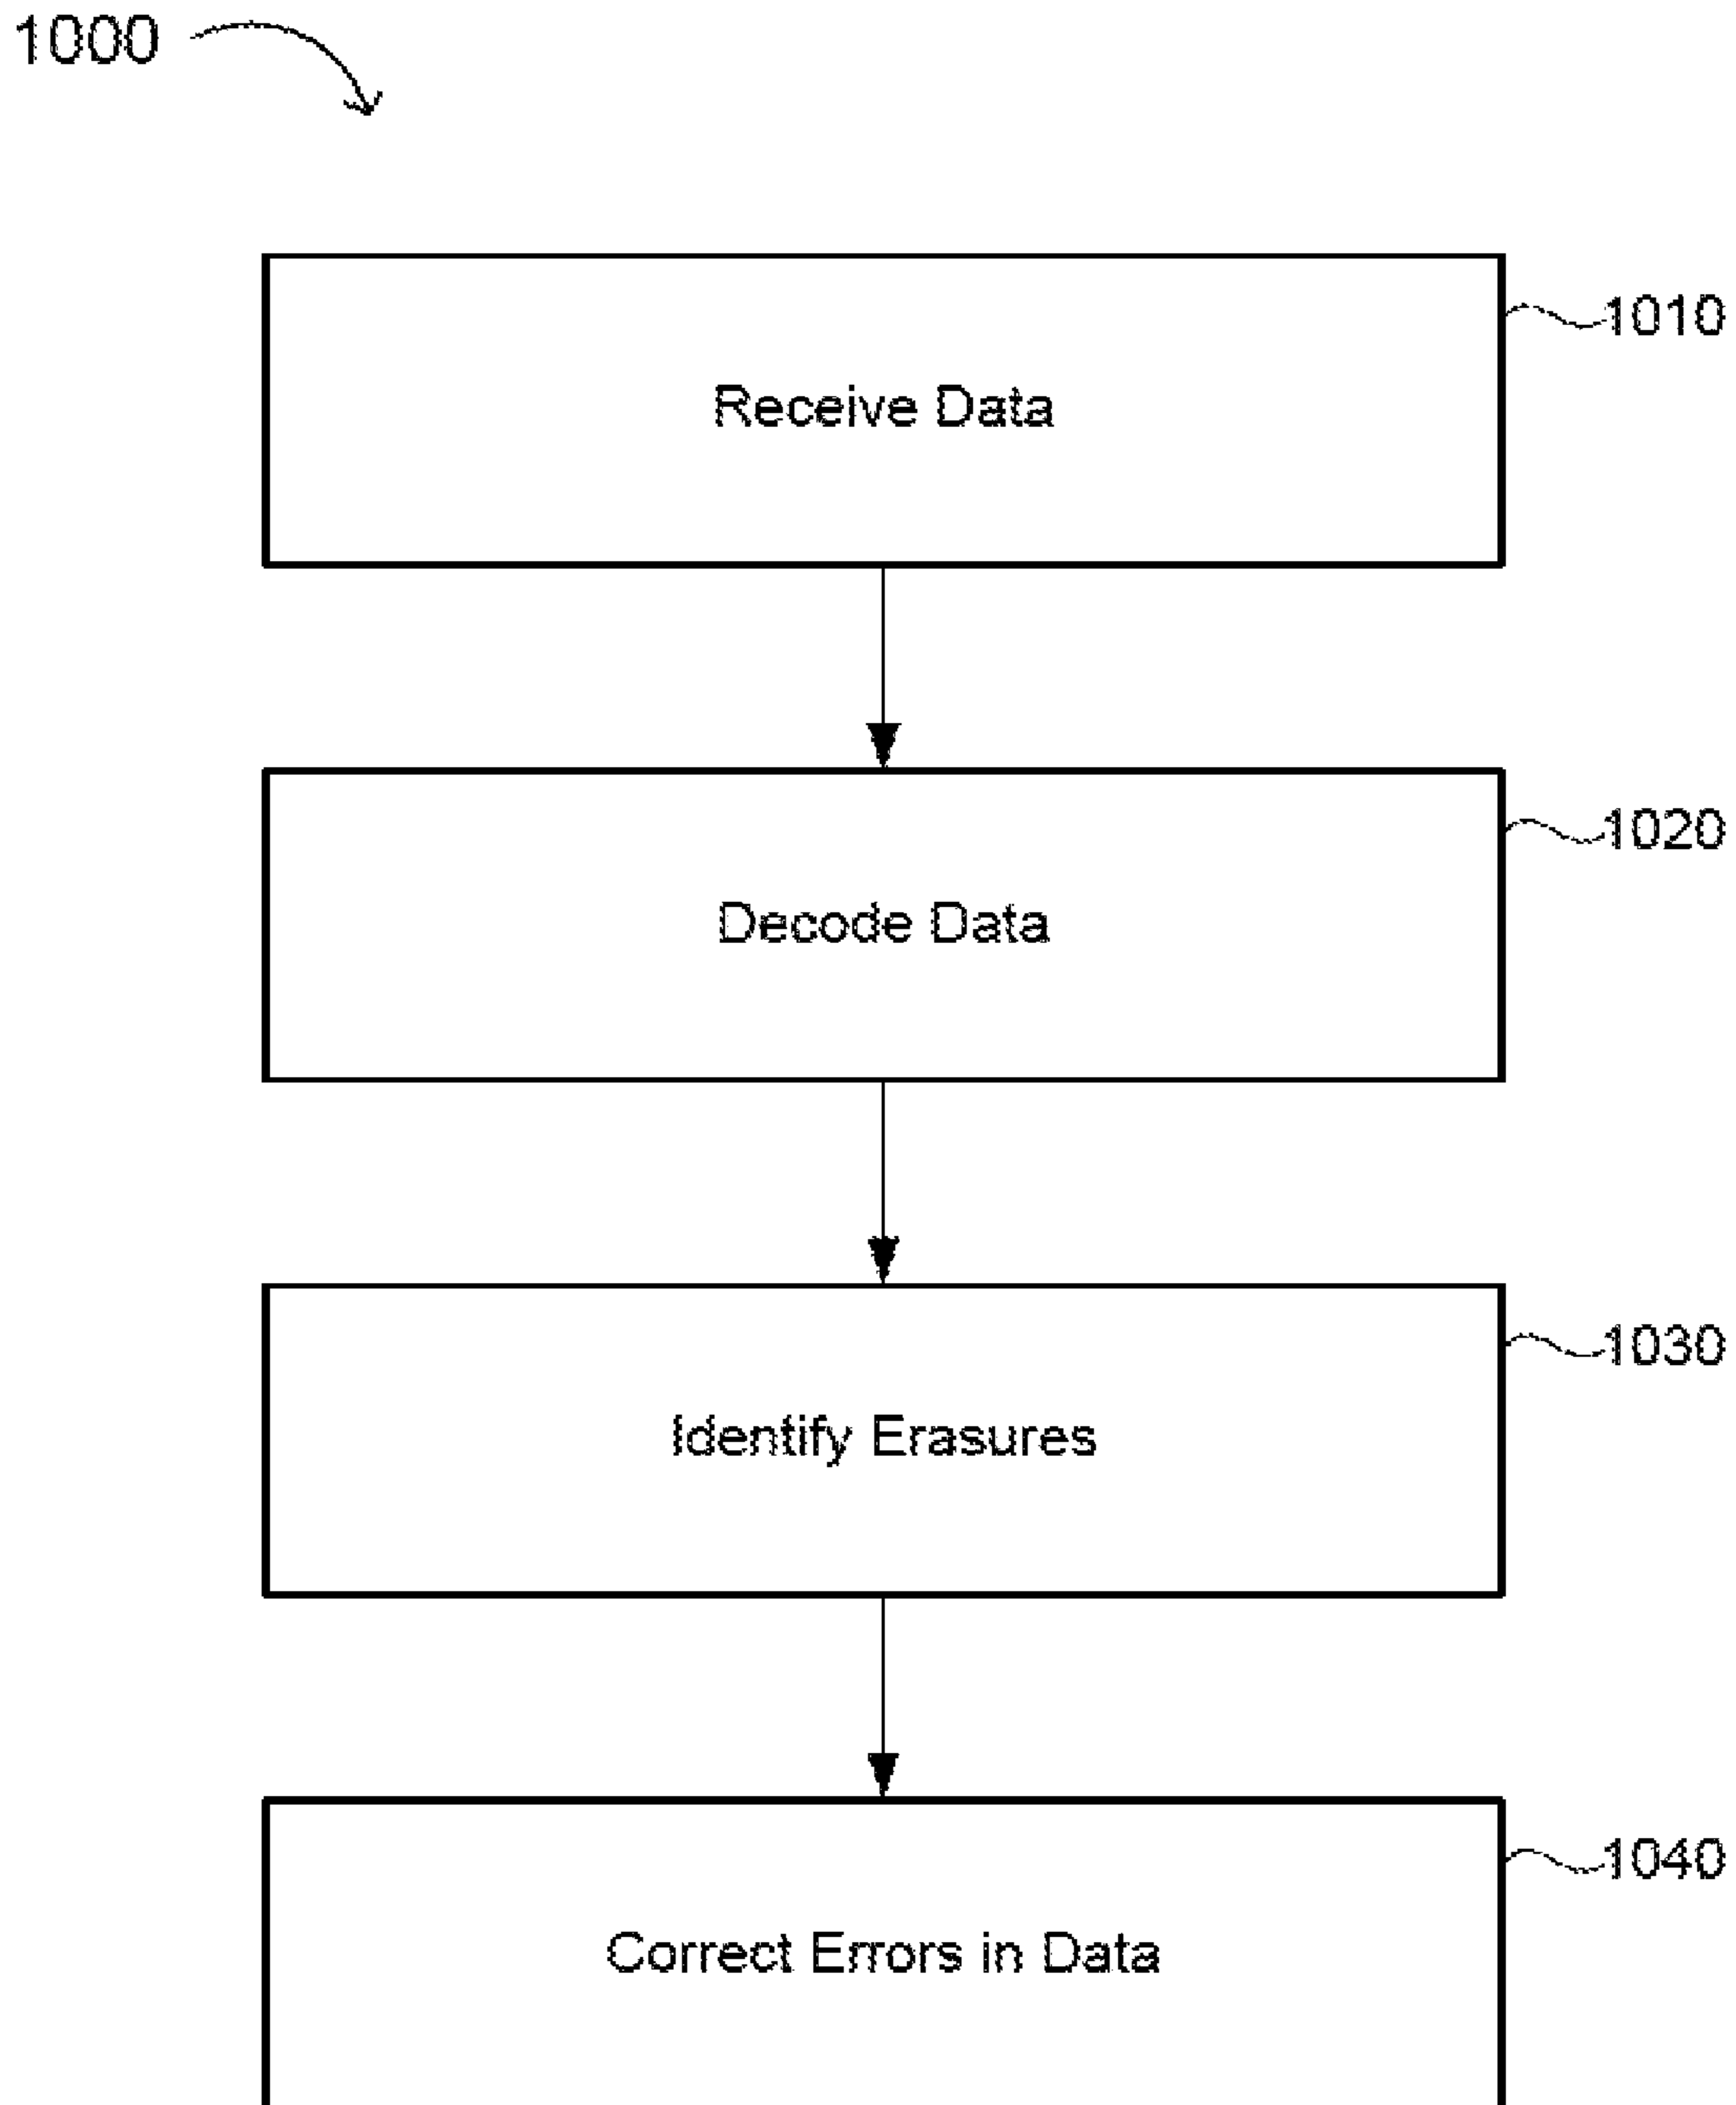 1000
1010
Receive Data
1020
Decode Data
1030
Identify Erasures
1040
Correct Errors in Data